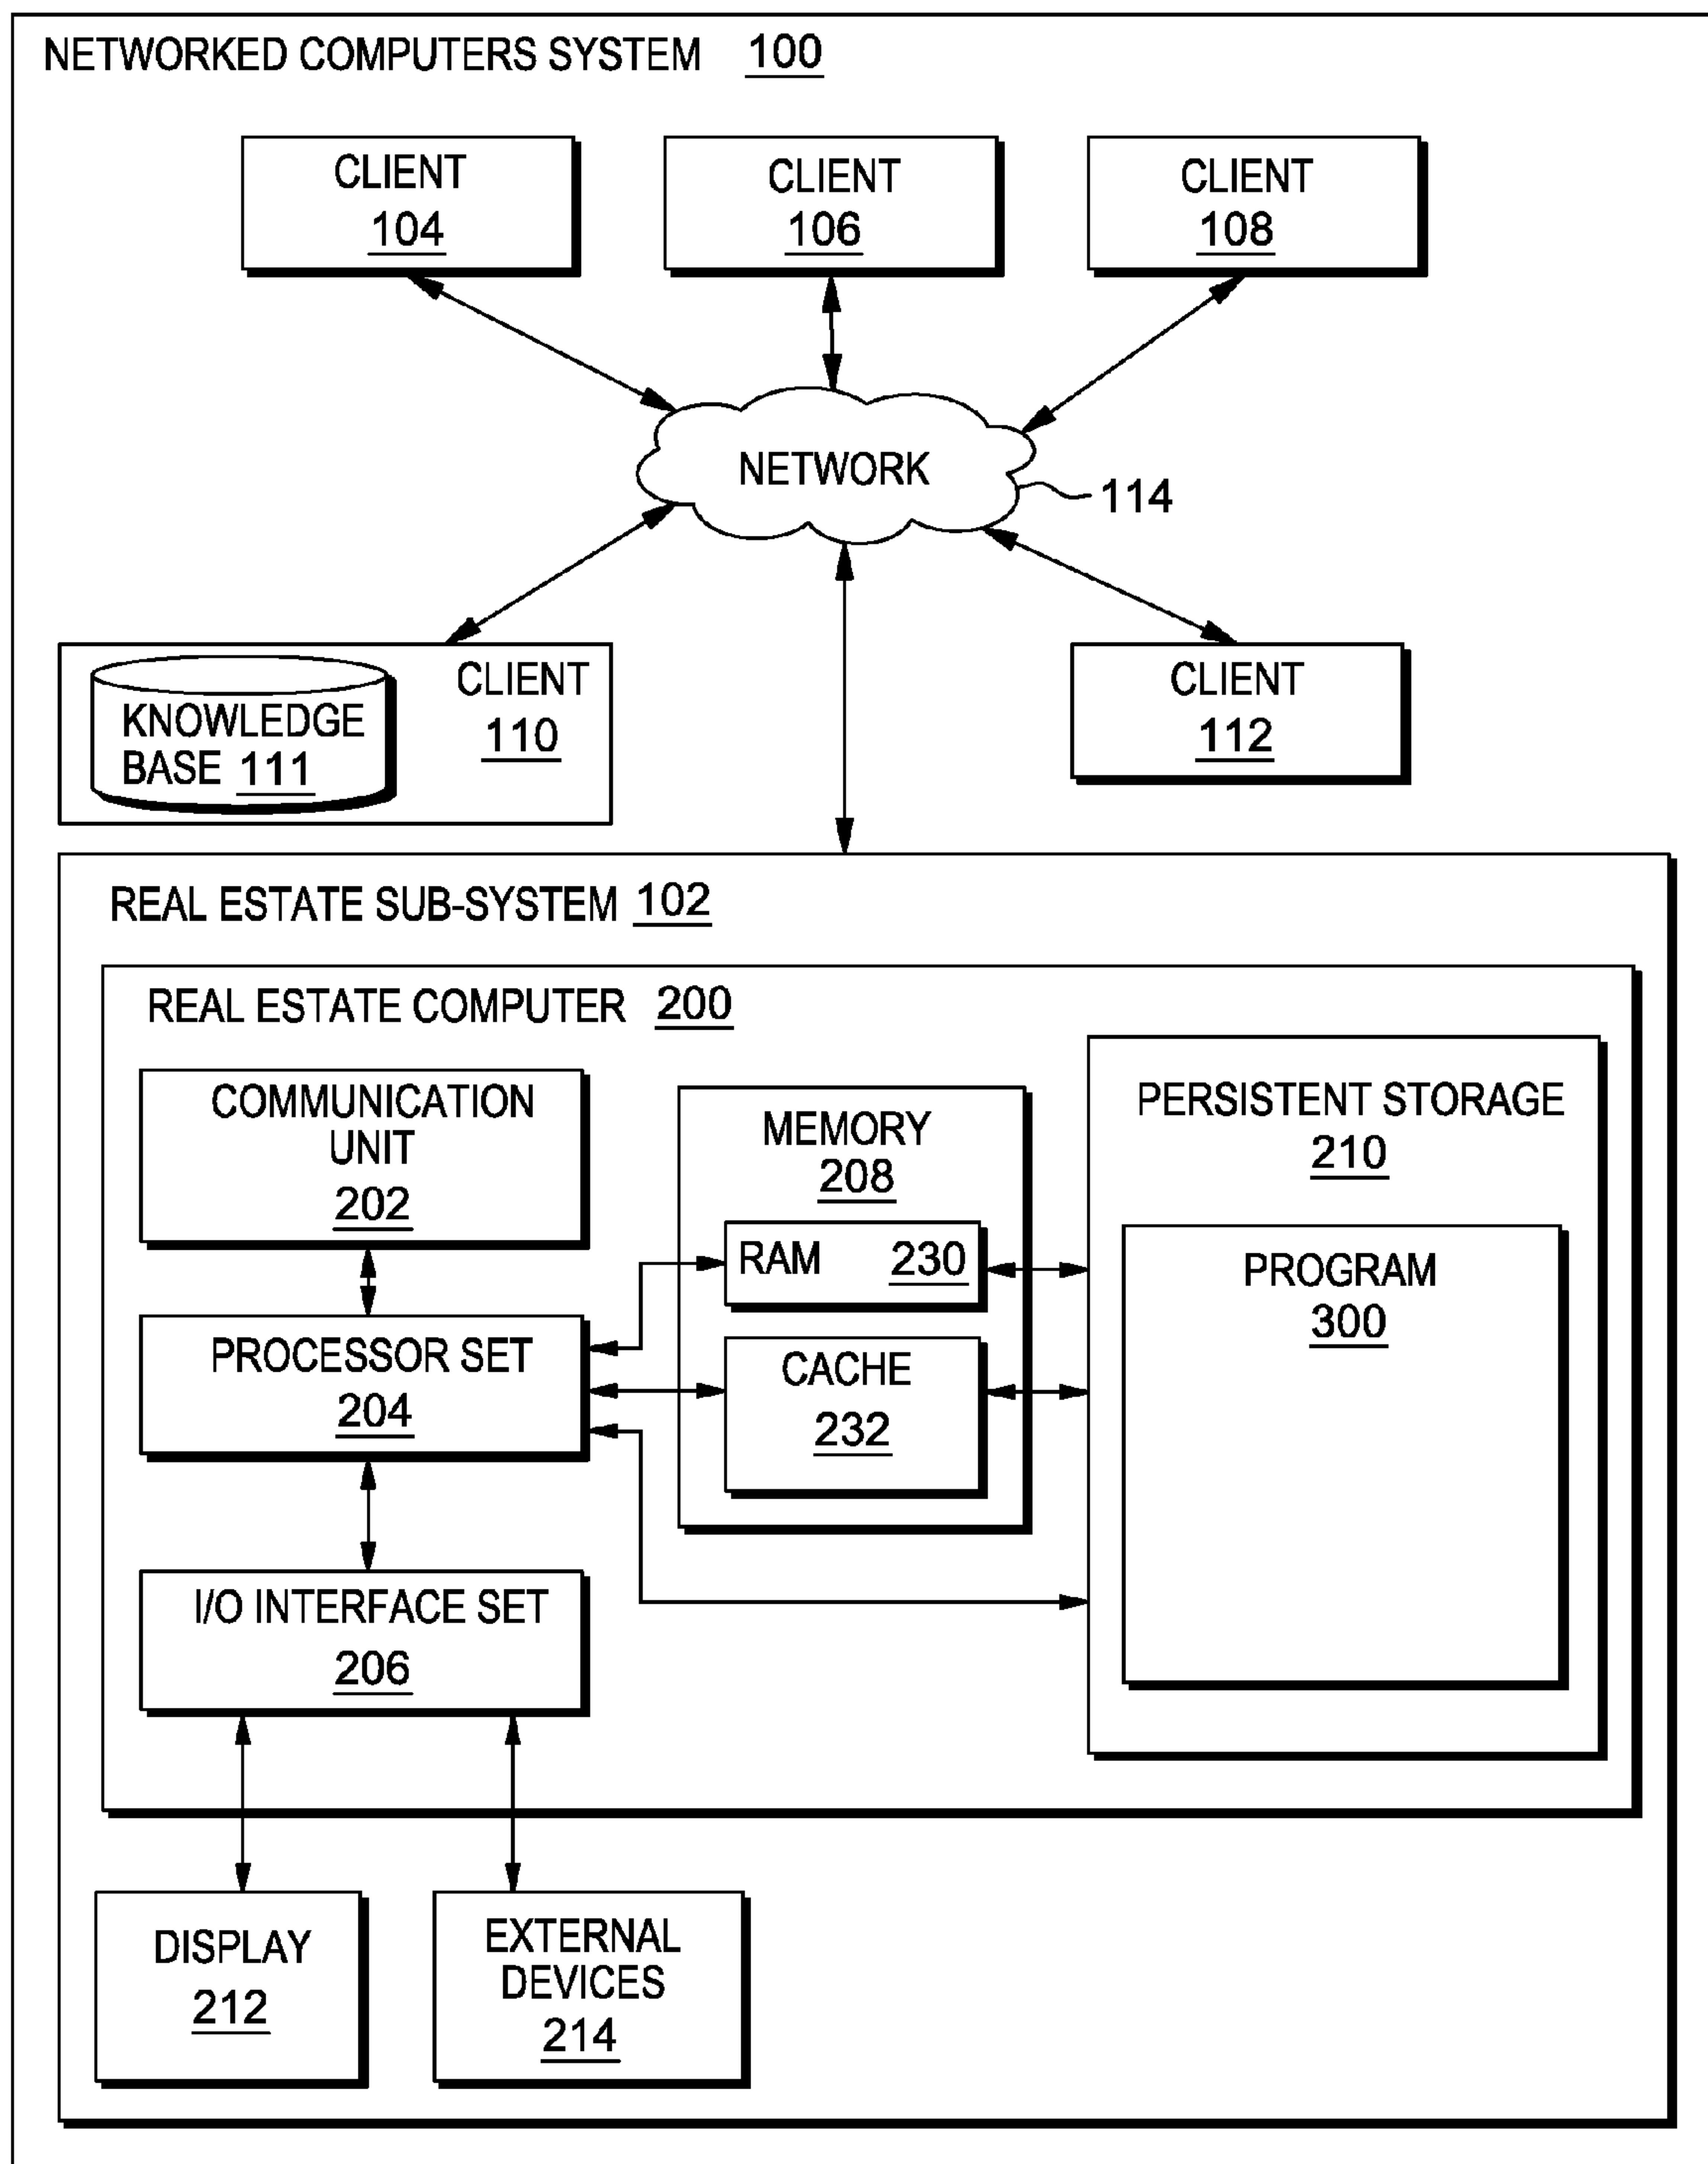 NETWORKED COMPUTERS SYSTEM 100
CLIENT
104
CLIENT
106
CLIENT
108
NETWORK
114
KNOWLEDGE
BASE 111
CLIENT
110
CLIENT
112
REAL ESTATE SUB-SYSTEM 102
REAL ESTATE COMPUTER 200
COMMUNICATION
UNIT
202
PROCESSOR SET
204
I/O INTERFACE SET
206
MEMORY
208
RAM 230
CACHE
232
PERSISTENT STORAGE
210
PROGRAM
300
DISPLAY
212
EXTERNAL
DEVICES
214